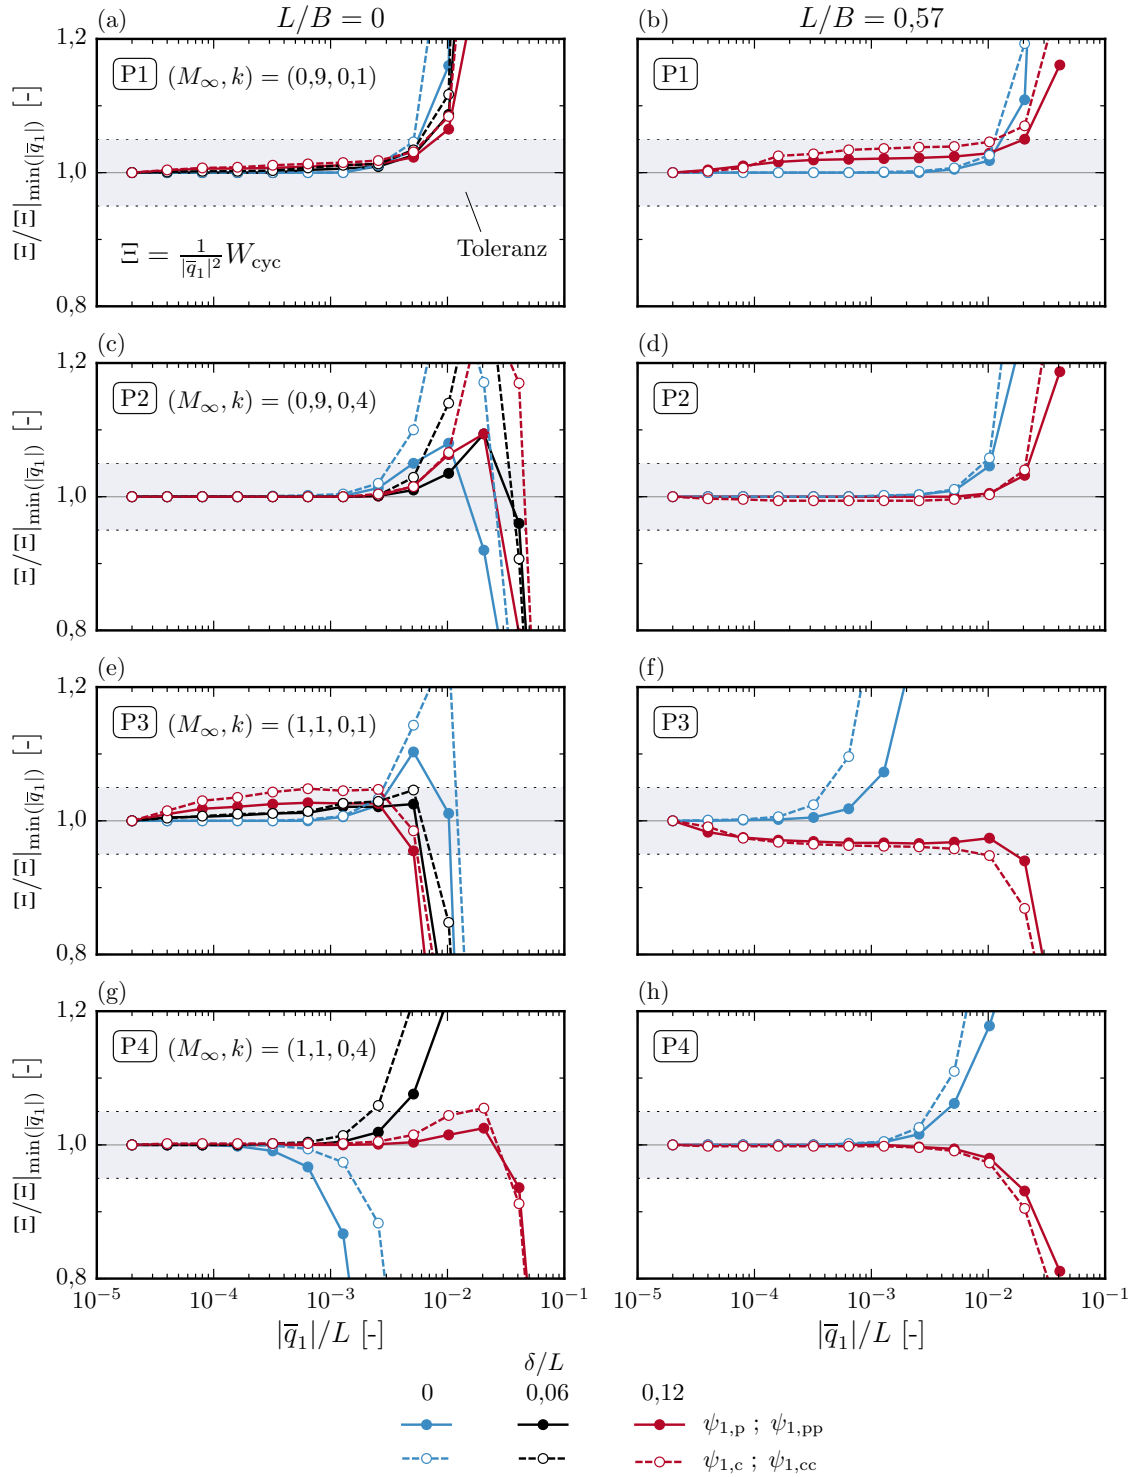 (a) L/B = 0
(b) L/B = 0,57
1,2
P1 (M∞, k) = (0,9, 0,1)
P1
1,0
Toleranz
Ξ = 1/|q̅₁|² W_cyc
0,8
Ξ/Ξ|min(|q̅₁|) [-]
(c)
(d)
1,2
P2 (M∞, k) = (0,9, 0,4)
P2
1,0
0,8
Ξ/Ξ|min(|q̅₁|) [-]
(e)
(f)
1,2
P3 (M∞, k) = (1,1, 0,1)
P3
1,0
0,8
Ξ/Ξ|min(|q̅₁|) [-]
(g)
(h)
1,2
P4 (M∞, k) = (1,1, 0,4)
P4
1,0
0,8
Ξ/Ξ|min(|q̅₁|) [-]
10⁻⁵ 10⁻⁴ 10⁻³ 10⁻² 10⁻¹
10⁻⁵ 10⁻⁴ 10⁻³ 10⁻² 10⁻¹
|q̅₁|/L [-]
|q̅₁|/L [-]
δ/L
0 0,06 0,12
ψ₁,p ; ψ₁,pp
ψ₁,c ; ψ₁,cc